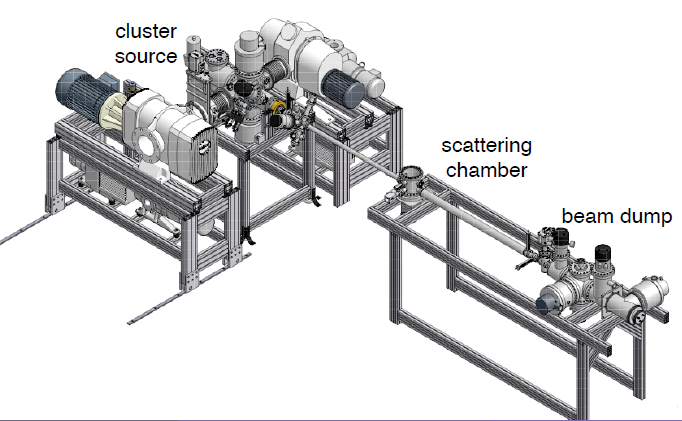 cluster
source
scattering
chamber
beam dump